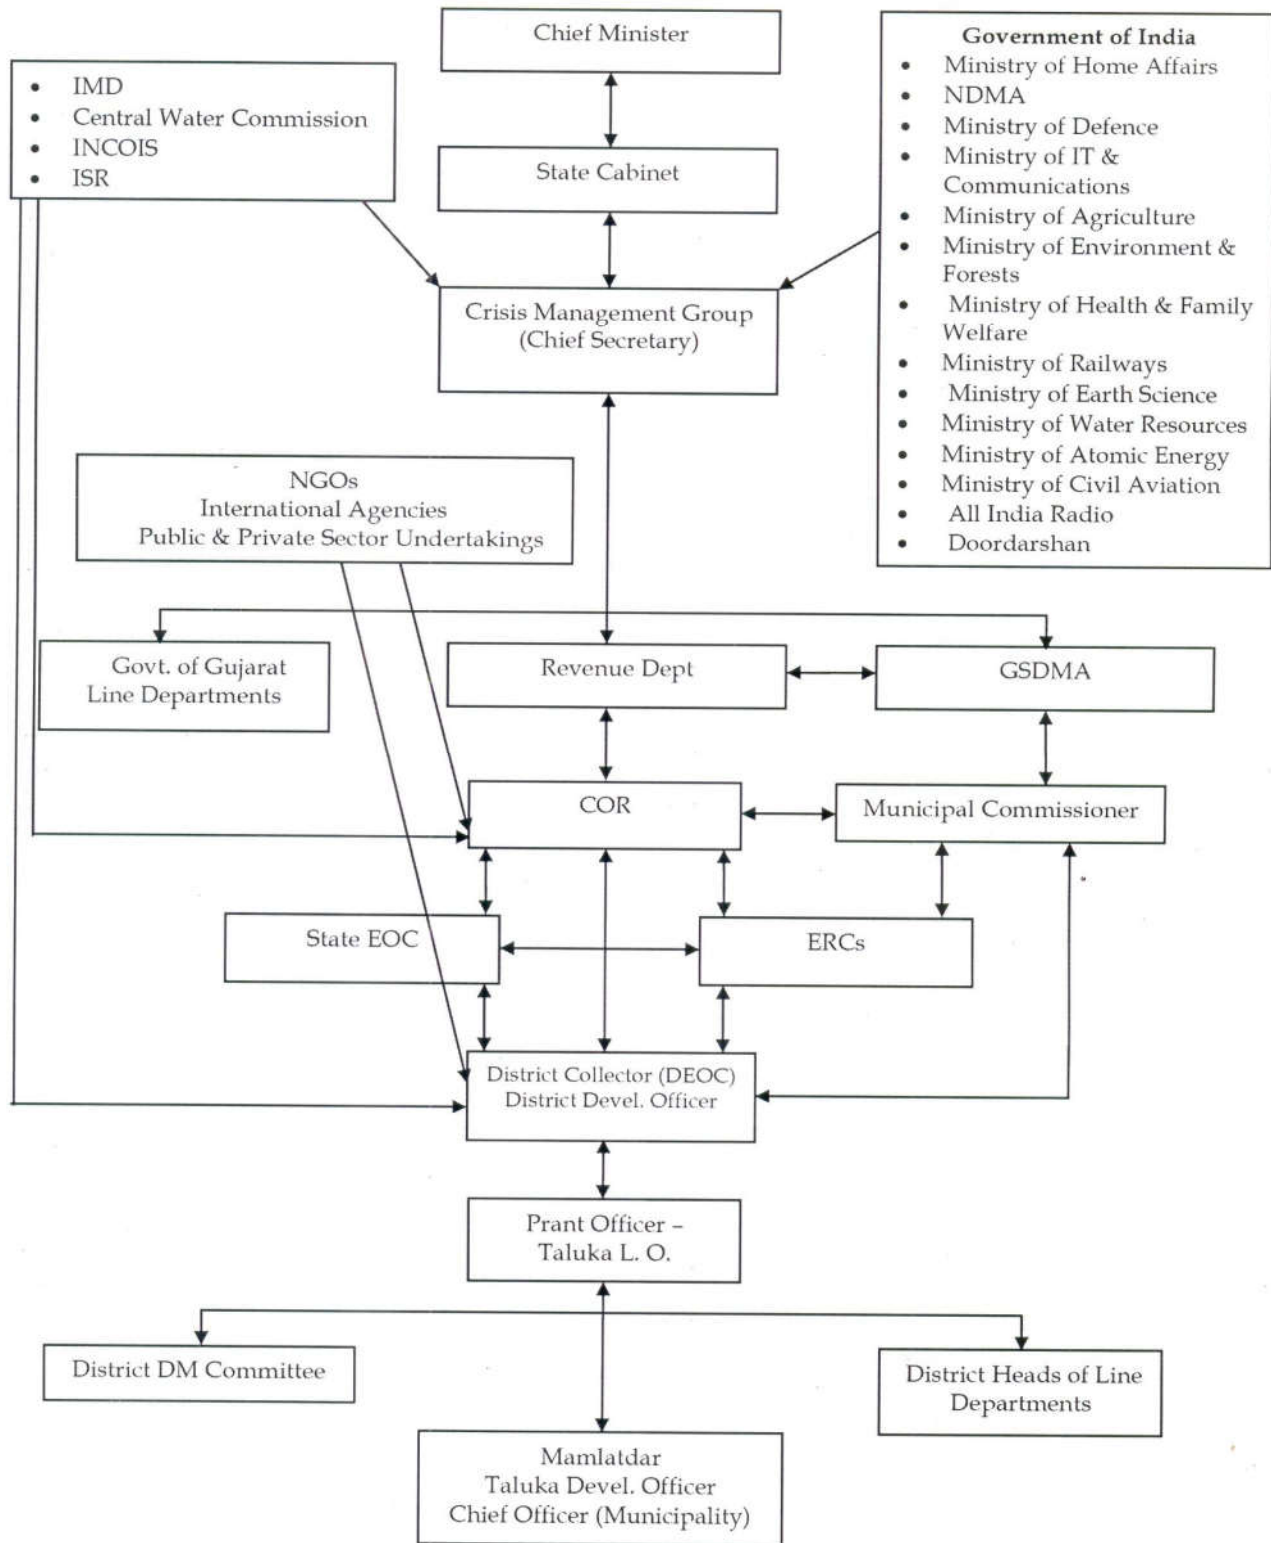 Chief Minister
• IMD
• Central Water Commission
• INCOIS
• ISR
State Cabinet
Government of India
• Ministry of Home Affairs
• NDMA
• Ministry of Defence
• Ministry of IT &
Communications
• Ministry of Agriculture
• Ministry of Environment &
Forests
• Ministry of Health & Family
Welfare
• Ministry of Railways
• Ministry of Earth Science
• Ministry of Water Resources
• Ministry of Atomic Energy
• Ministry of Civil Aviation
• All India Radio
• Doordarshan
Crisis Management Group
(Chief Secretary)
NGOs
International Agencies
Public & Private Sector Undertakings
Govt. of Gujarat
Line Departments
Revenue Dept
GSDMA
COR
Municipal Commissioner
State EOC
ERCs
District Collector (DEOC)
District Devel. Officer
Prant Officer –
Taluka L. O.
District DM Committee
District Heads of Line
Departments
Mamlatdar
Taluka Devel. Officer
Chief Officer (Municipality)